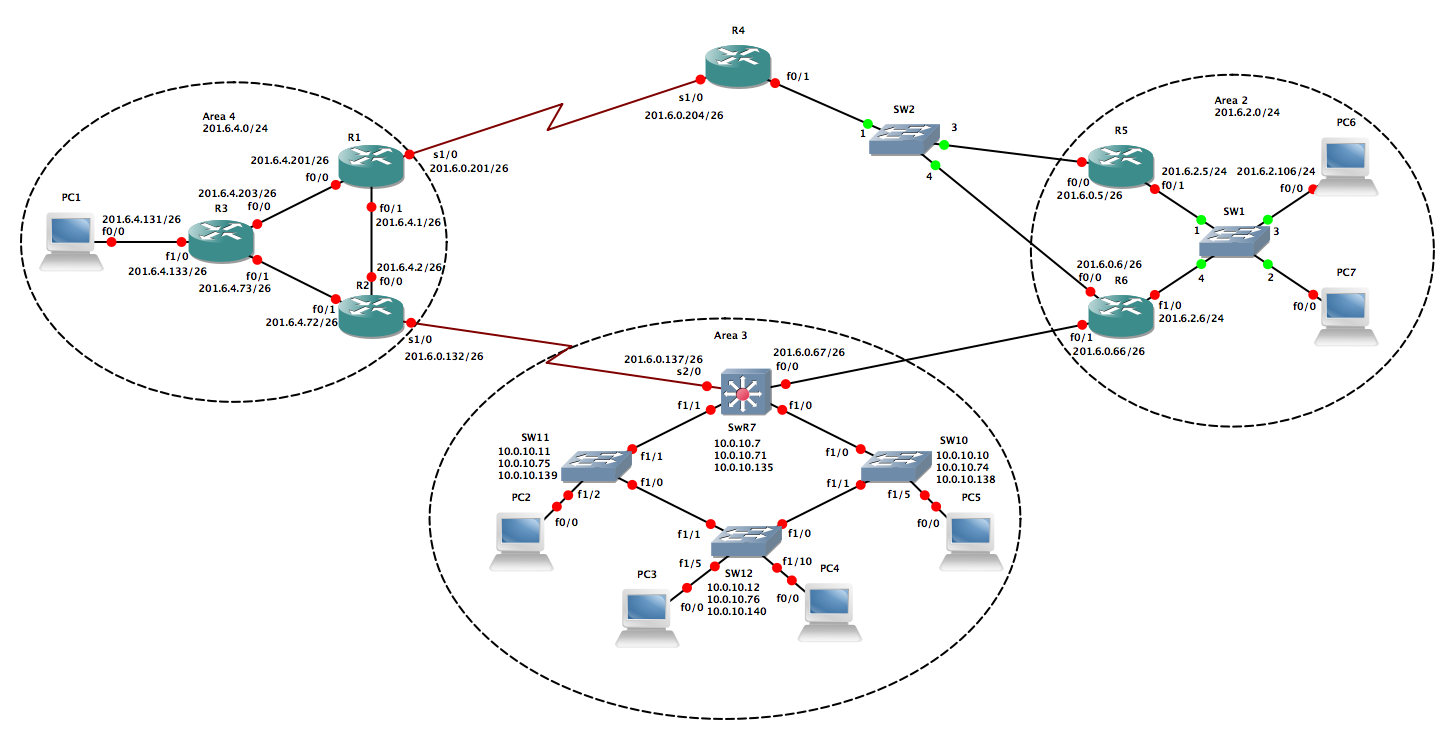 R4
f0/1
s1/0
201.6.0.204/26
SW2
1
3
4
Area 4
201.6.4.0/24
R1
s1/0
201.6.0.201/26
201.6.4.201/26
f0/0
f0/1
201.6.4.1/26
PC1
201.6.4.131/26
f0/0
201.6.4.203/26
f0/0
R3
f1/0
201.6.4.133/26
f0/1
201.6.4.73/26
201.6.4.2/26
f0/0
R2
f0/1
201.6.4.72/26
s1/0
201.6.0.132/26
Area 2
201.6.2.0/24
R5
f0/0
201.6.0.5/26
201.6.2.5/24
f0/1
PC6
201.6.2.106/24
f0/0
SW1
1
3
4
2
PC7
f0/0
201.6.0.6/26
f0/0
R6
f1/0
201.6.2.6/24
f0/1
201.6.0.66/26
Area 3
201.6.0.137/26
s2/0
201.6.0.67/26
f0/0
f1/1
f1/0
SwR7
10.0.10.7
10.0.10.71
10.0.10.135
SW11
10.0.10.11
10.0.10.75
10.0.10.139
f1/1
f1/0
f1/2
PC2
f0/0
SW10
10.0.10.10
10.0.10.74
10.0.10.138
f1/0
f1/1
f1/5
PC5
f0/0
f1/1
f1/0
f1/5
f1/10
SW12
10.0.10.12
10.0.10.76
10.0.10.140
PC3
f0/0
PC4
f0/0